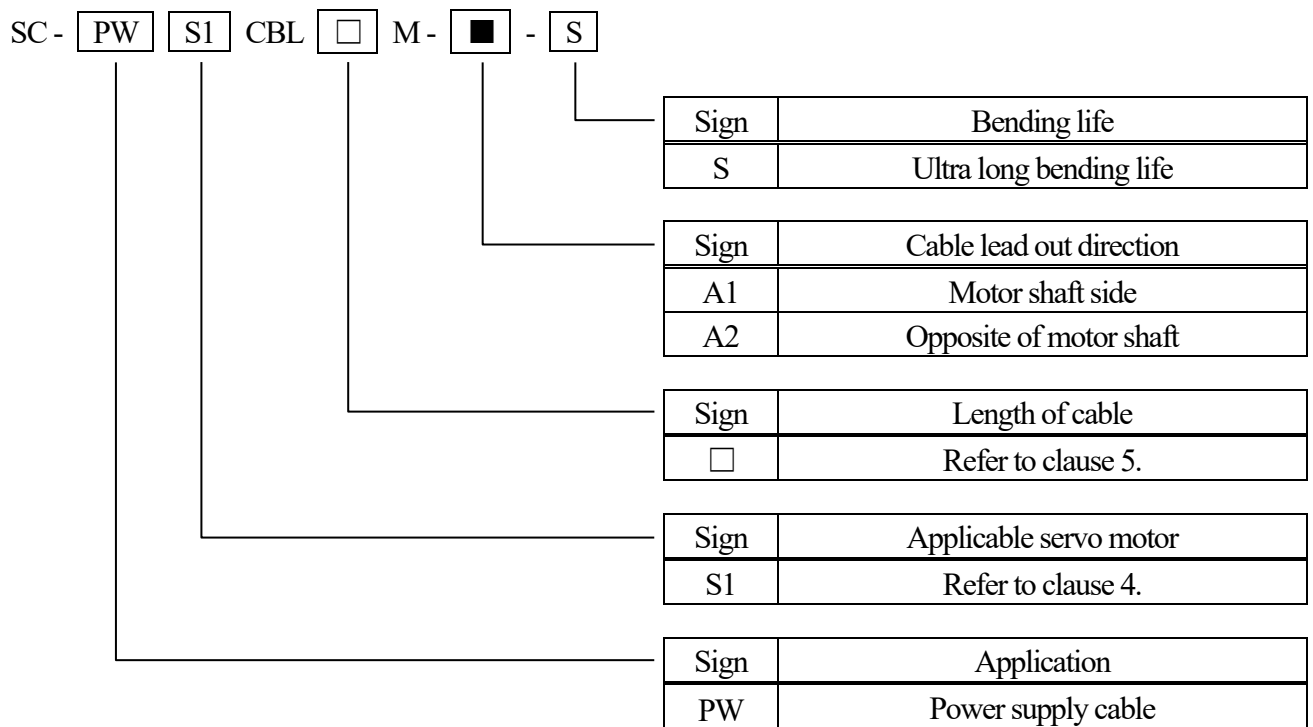 SC - PW S1 CBL □ M - ■ - S
Sign Bending life
S Ultra long bending life
Sign Cable lead out direction
A1 Motor shaft side
A2 Opposite of motor shaft
Sign Length of cable
□ Refer to clause 5.
Sign Applicable servo motor
S1 Refer to clause 4.
Sign Application
PW Power supply cable